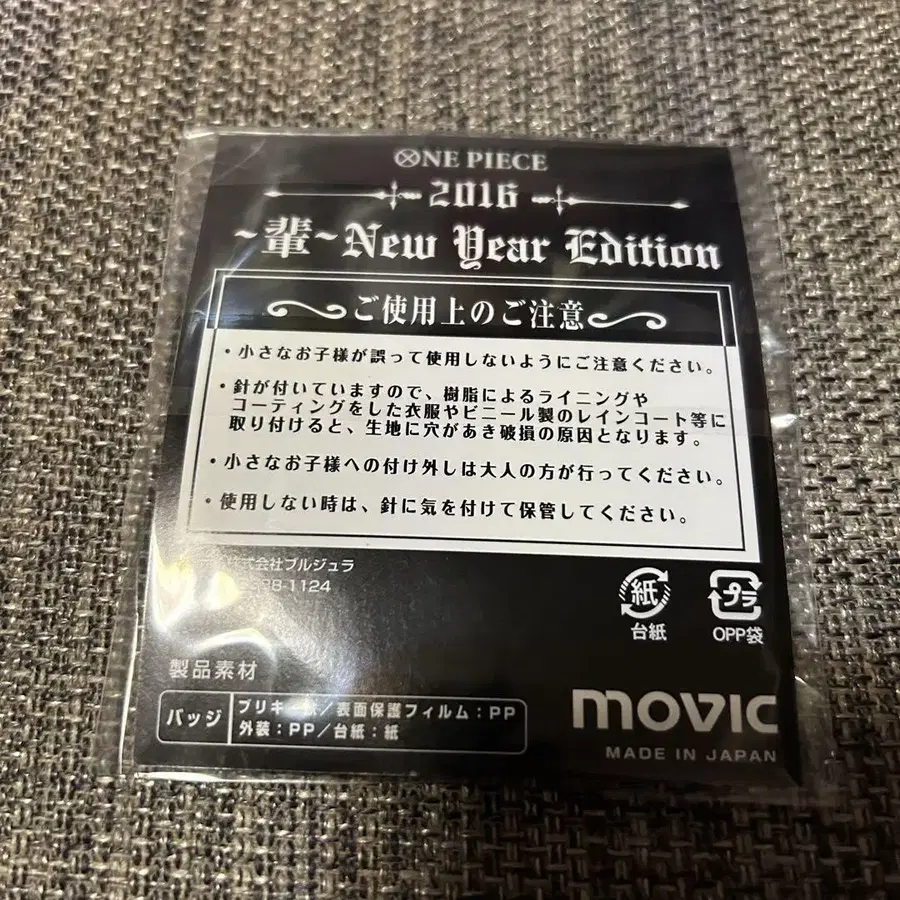 ONE PIECE
2016
~輩~New Year Edition
ご使用上のご注意
・小さなお子様が誤って使用しないようにご注意ください。
・針が付いていますので、樹脂によるライニングや
コーティングをした衣服やビニール製のレインコート等に
取り付けると、生地に穴があき破損の原因となります。
・小さなお子様への付け外しは大人の方が行ってください。
・使用しない時は、針に気を付けて保管してください。
式会社ブルジュラ
8-1124
紙
プラ
台紙
OPP袋
製品素材
バッジ
ブリキ/表面保護フィルム:PP
外装:PP/台紙:紙
movic
MADE IN JAPAN